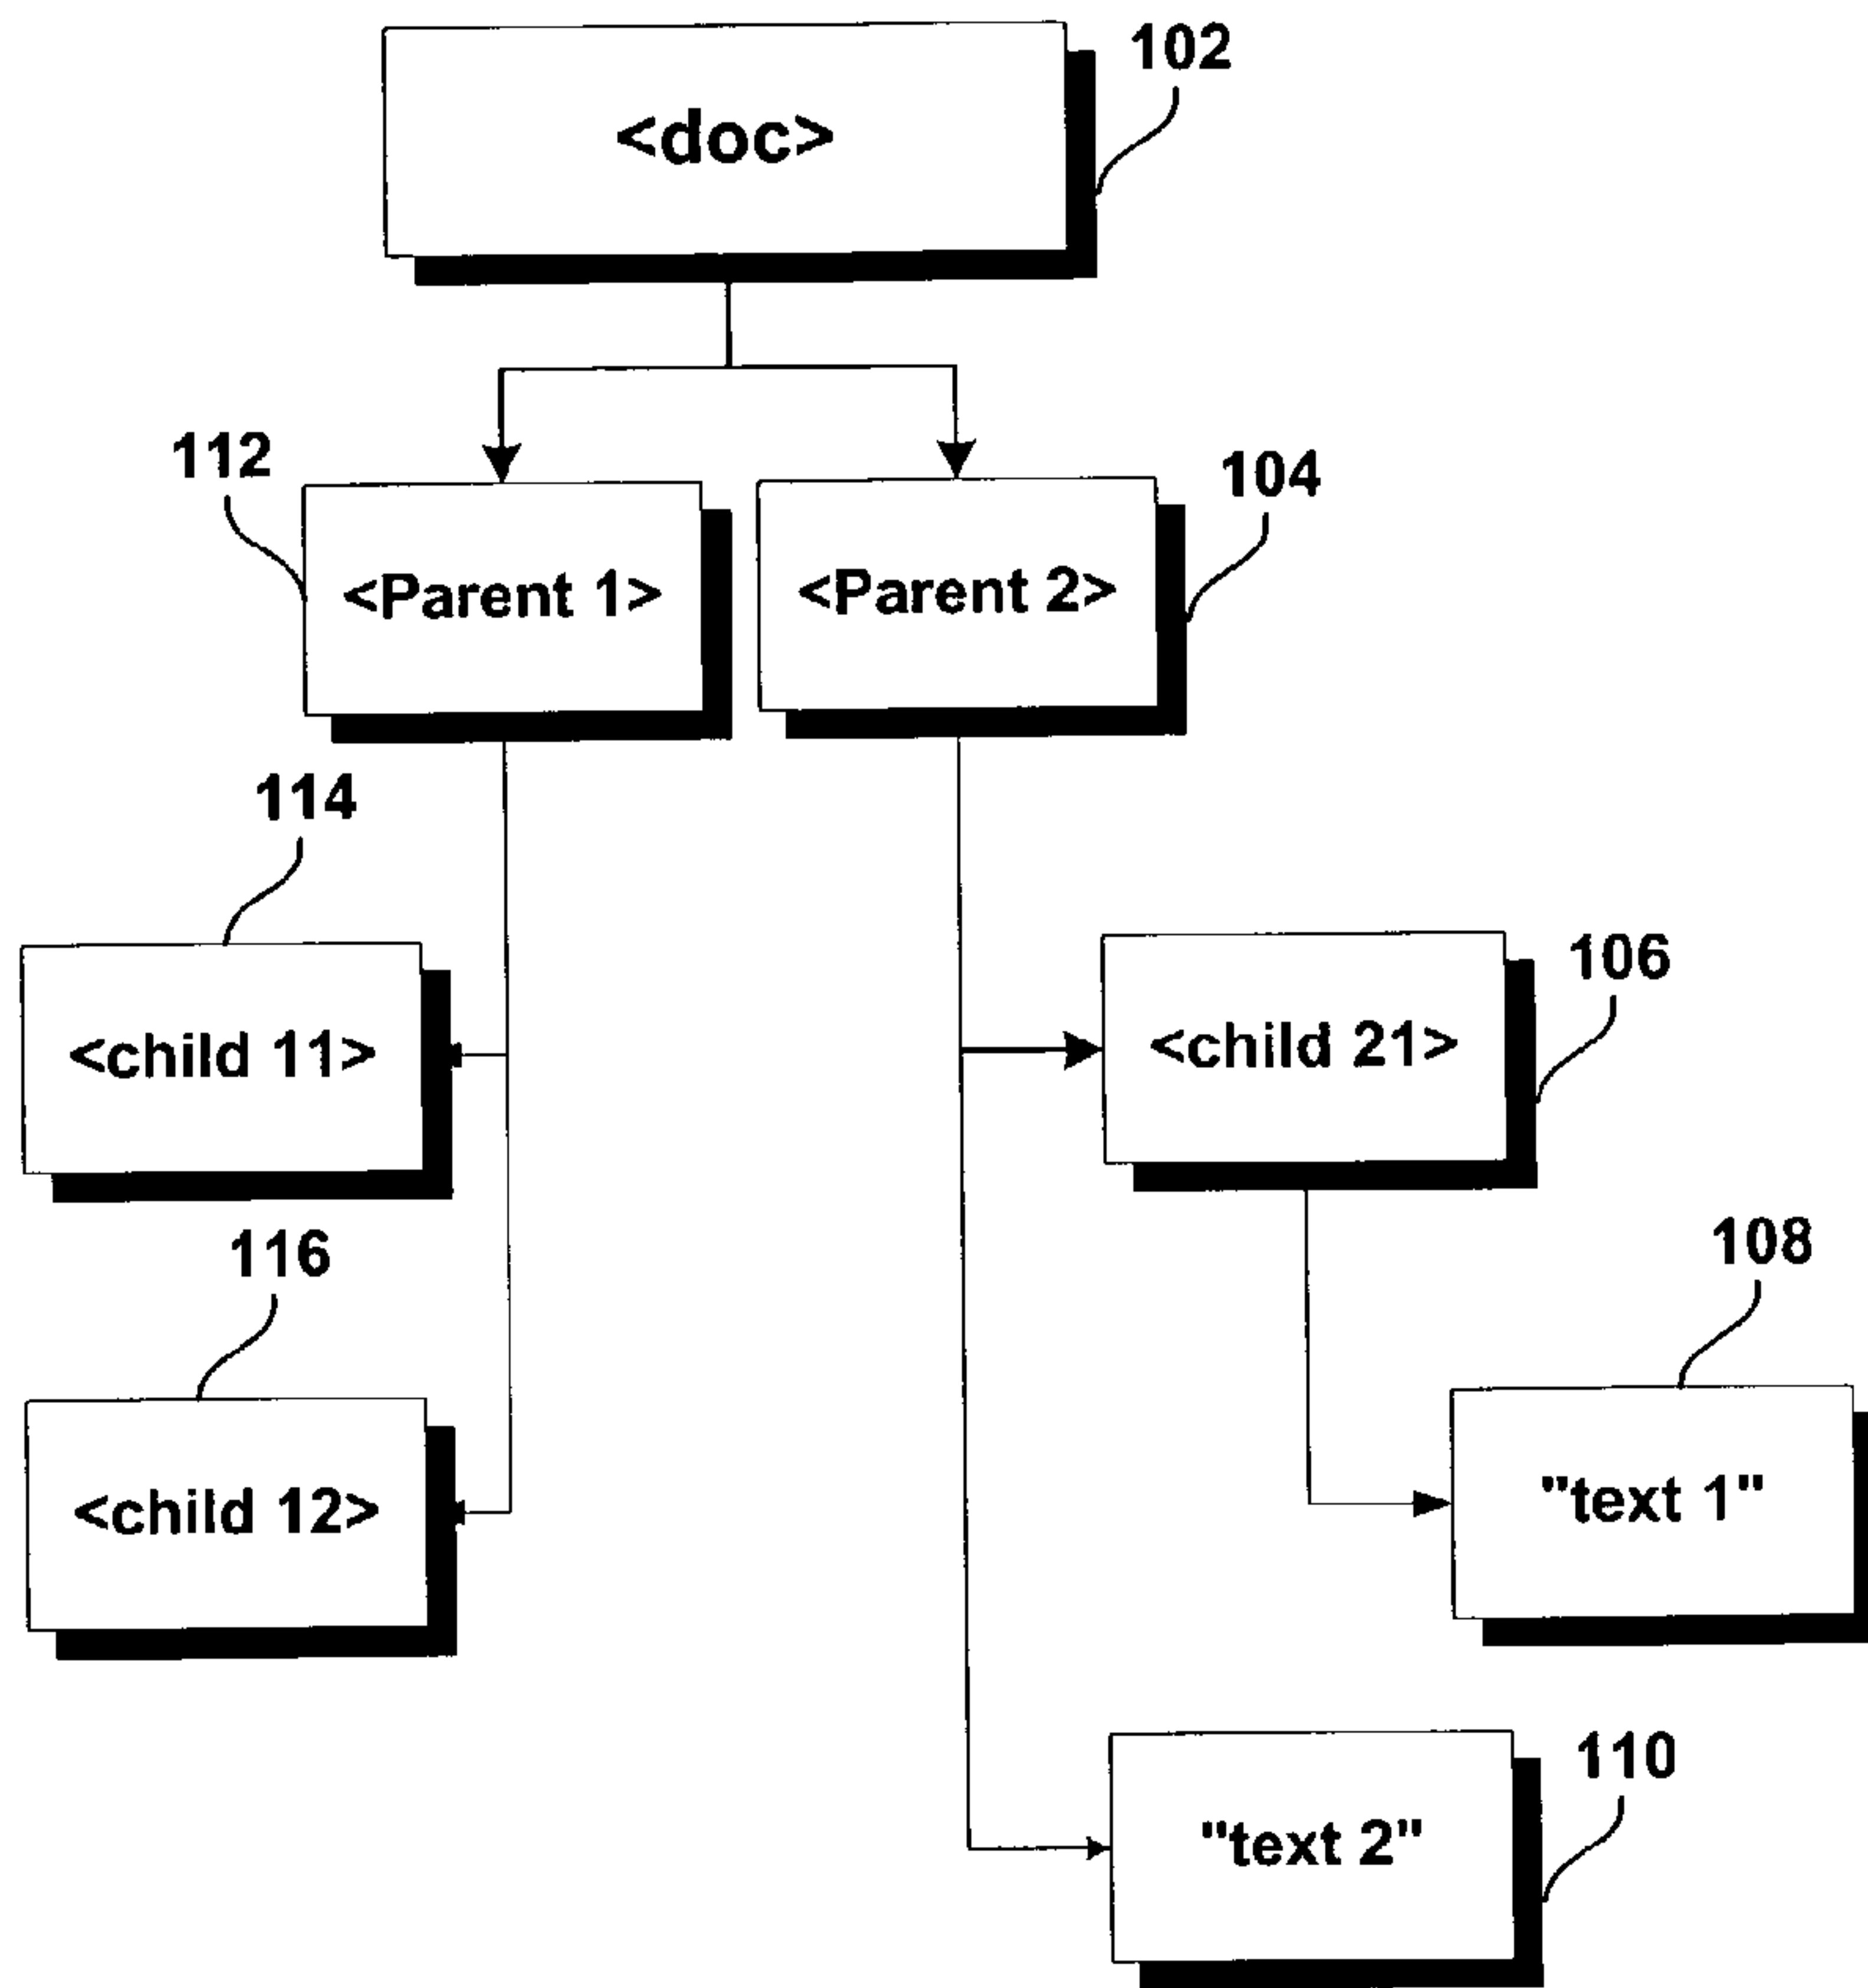 102
<doc>
112
104
<Parent 1>
<Parent 2>
114
106
<child 11>
<child 21>
116
108
<child 12>
"text 1"
110
"text 2"